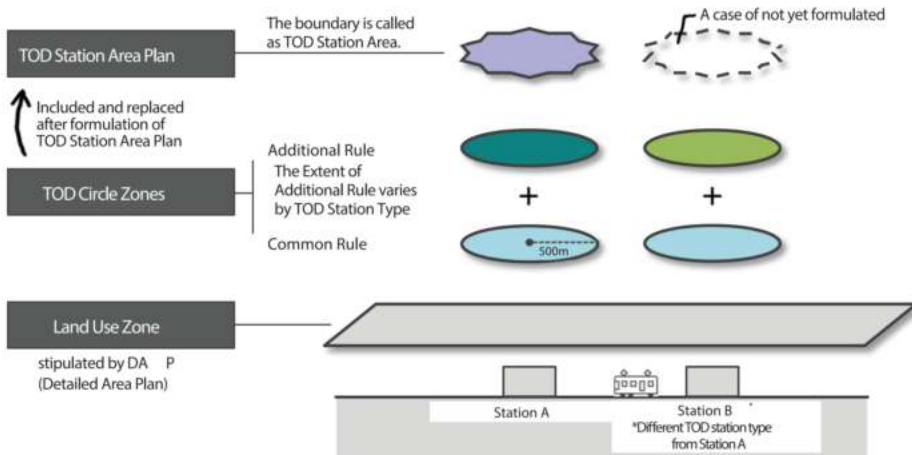 The boundary is called
as TOD Station Area.
A case of not yet formulated
TOD Station Area Plan
Included and replaced
after formulation of
TOD Station Area Plan
Additional Rule
The Extent of
Additional Rule varies
by TOD Station Type
TOD Circle Zones
+
+
Common Rule
500m
Land Use Zone
stipulated by DA P
(Detailed Area Plan)
Station A
Station B
*Different TOD station type
from Station A